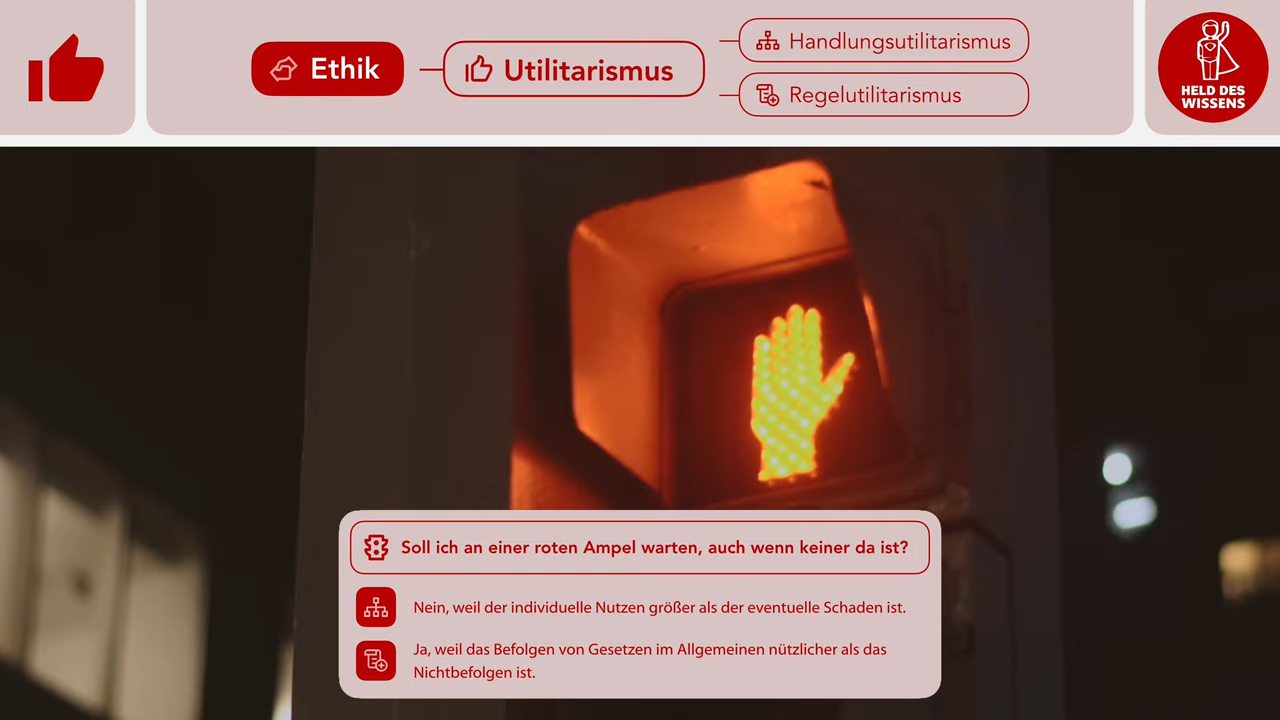 Ethik
Utilitarismus
Handlungsutilitarismus
Regelutilitarismus
HELD DES
WISSENS
Soll ich an einer roten Ampel warten, auch wenn keiner da ist?
Nein, weil der individuelle Nutzen größer als der eventuelle Schaden ist.
Ja, weil das Befolgen von Gesetzen im Allgemeinen nützlicher als das
Nichtbefolgen ist.